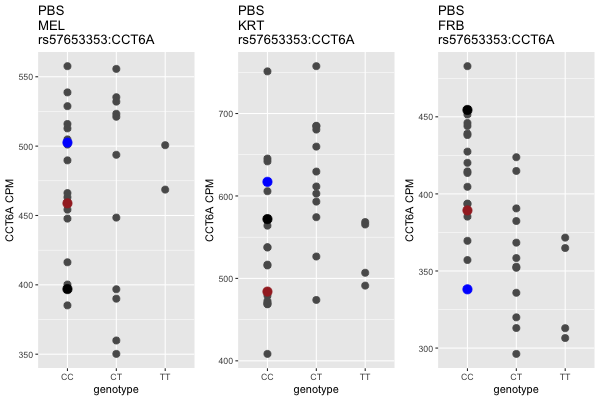 PBS
MEL
rs57653353:CCT6A
CCT6A CPM
550
500
450
400
350
CC
CT
TT
genotype
PBS
KRT
rs57653353:CCT6A
CCT6A CPM
700
600
500
400
CC
CT
TT
genotype
PBS
FRB
rs57653353:CCT6A
CCT6A CPM
450
400
350
300
CC
CT
TT
genotype